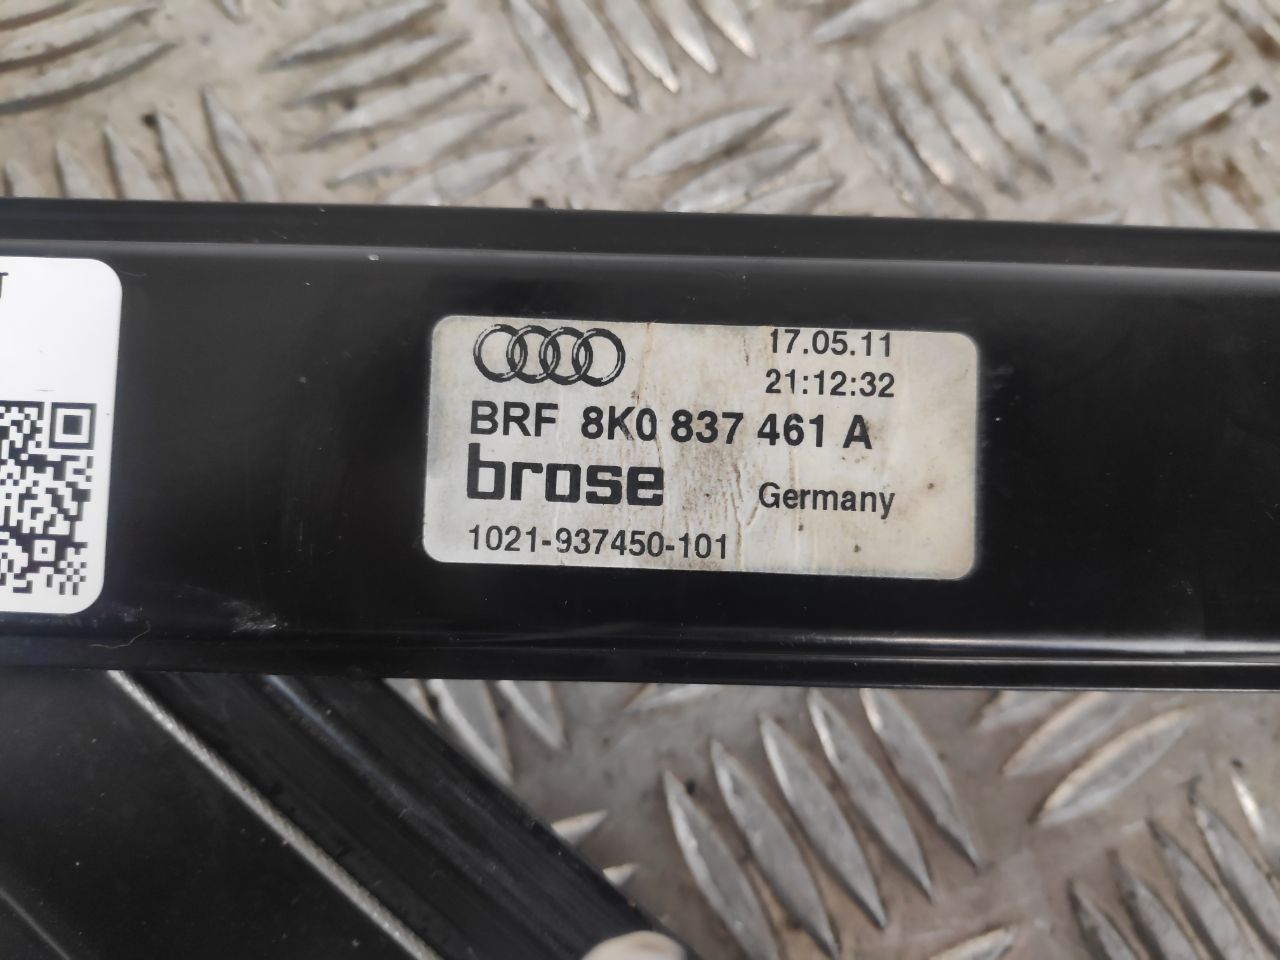 17.05.11
21:12:32
BRF 8K0 837 461 A
brose Germany
1021-937450-101